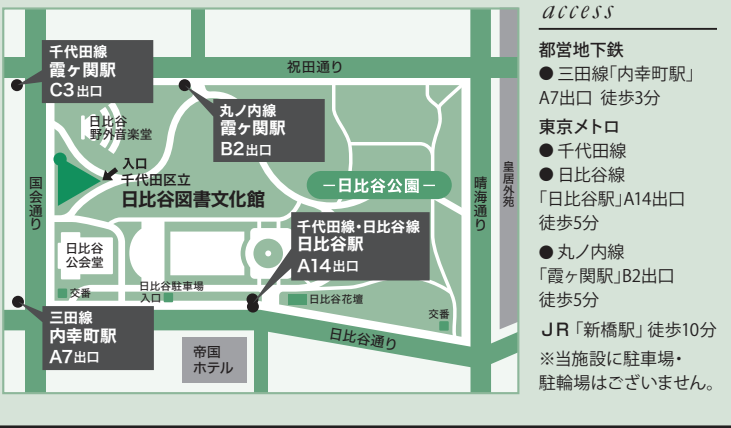 千代田線
霞ヶ関駅
C3出口
祝田通り
丸ノ内線
霞ヶ関駅
B2出口
日比谷
野外音楽堂
入口
千代田区立
日比谷図書文化館
国会通り
－日比谷公園－
晴海通り
皇居外苑
千代田線・日比谷線
日比谷駅
A14出口
日比谷
公会堂
交番
日比谷駐車場
入口
日比谷花壇
交番
三田線
内幸町駅
A7出口
日比谷通り
帝国
ホテル
access
都営地下鉄
●三田線「内幸町駅」
A7出口 徒歩3分
東京メトロ
●千代田線
●日比谷線
「日比谷駅」A14出口
徒歩5分
●丸ノ内線
「霞ヶ関駅」B2出口
徒歩5分
JR「新橋駅」徒歩10分
※当施設に駐車場・
駐輪場はございません。